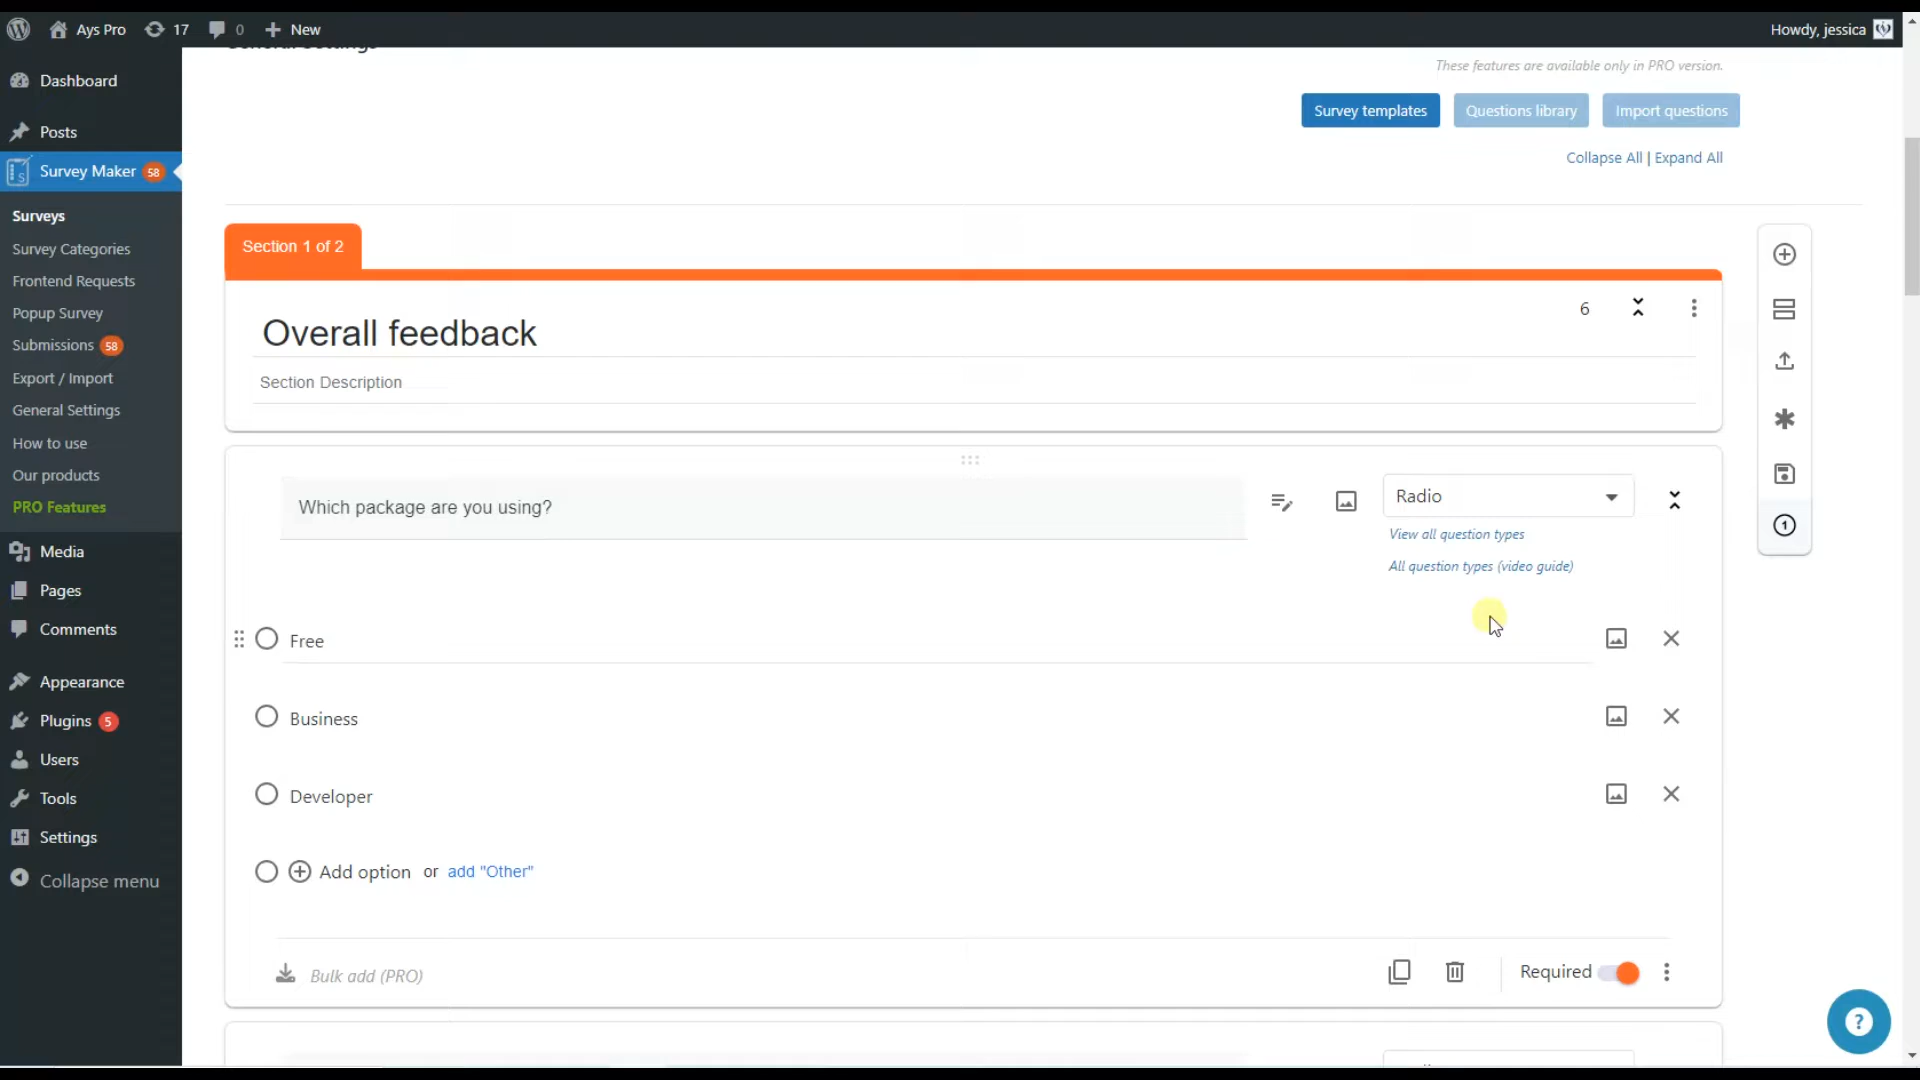 Ays Pro
17
0
New
Howdy, jessica
Dashboard
Posts
Survey Maker 58
Surveys
Survey Categories
Frontend Requests
Popup Survey
Submissions 58
Export / Import
General Settings
How to use
Our products
PRO Features
Media
Pages
Comments
Appearance
Plugins 5
Users
Tools
Settings
Collapse menu
General Settings
These features are available only in PRO version.
Survey templates
Questions library
Import questions
Collapse All | Expand All
Section 1 of 2
6
Overall feedback
Section Description
Which package are you using?
Radio
View all question types
All question types (video guide)
Free
Business
Developer
Add option or add "Other"
Bulk add (PRO)
Required
1
?